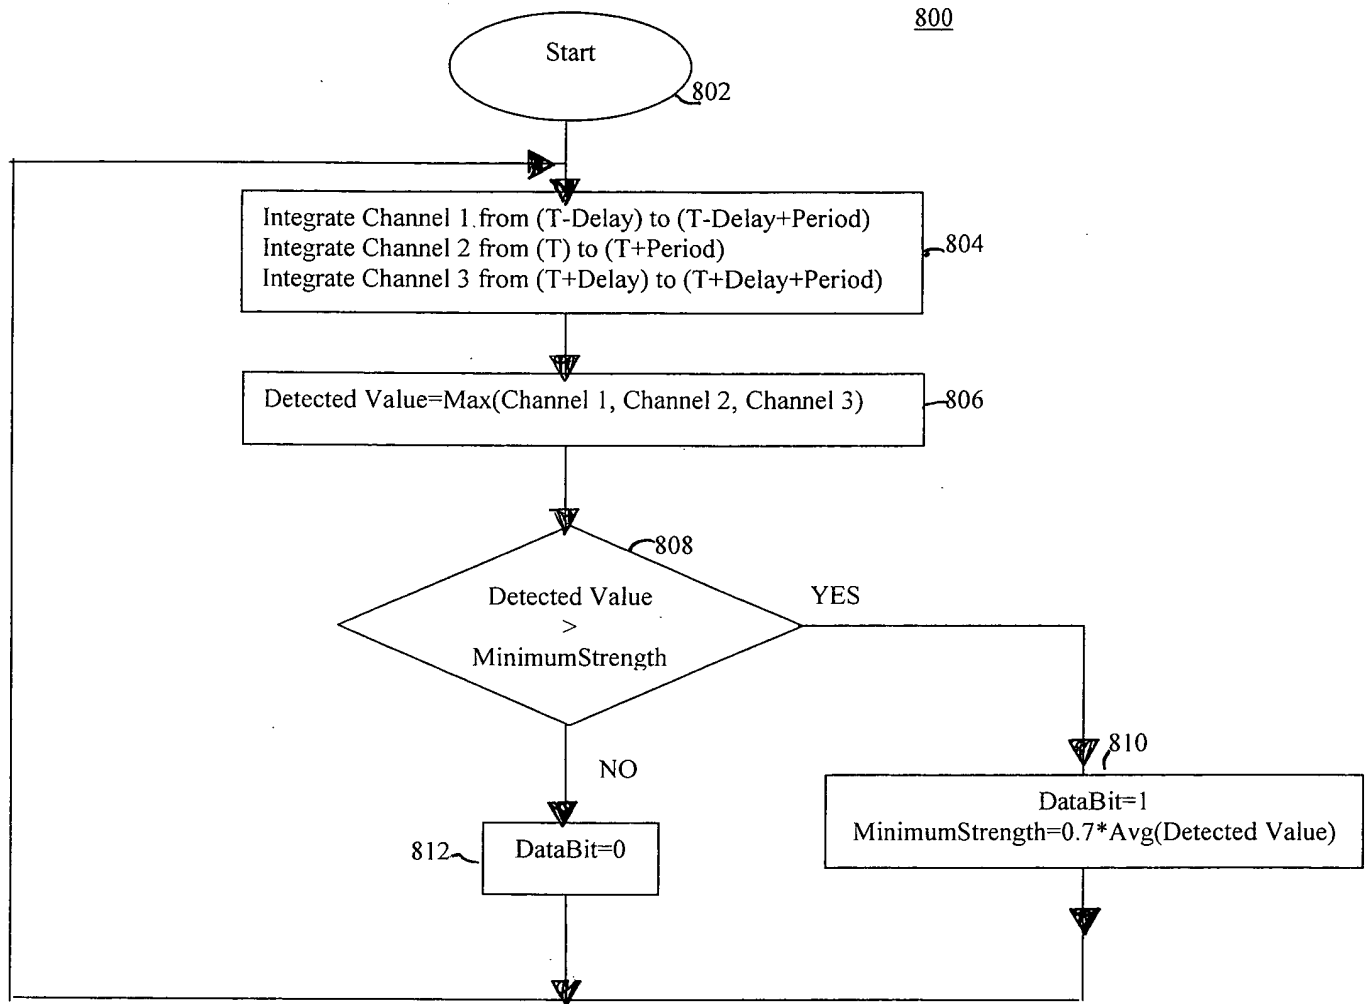 800
Start
802
Integrate Channel 1 from (T-Delay) to (T-Delay+Period)
Integrate Channel 2 from (T) to (T+Period)
Integrate Channel 3 from (T+Delay) to (T+Delay+Period)
804
Detected Value=Max(Channel 1, Channel 2, Channel 3)
806
808
Detected Value
>
MinimumStrength
YES
NO
810
DataBit=1
MinimumStrength=0.7*Avg(Detected Value)
812
DataBit=0